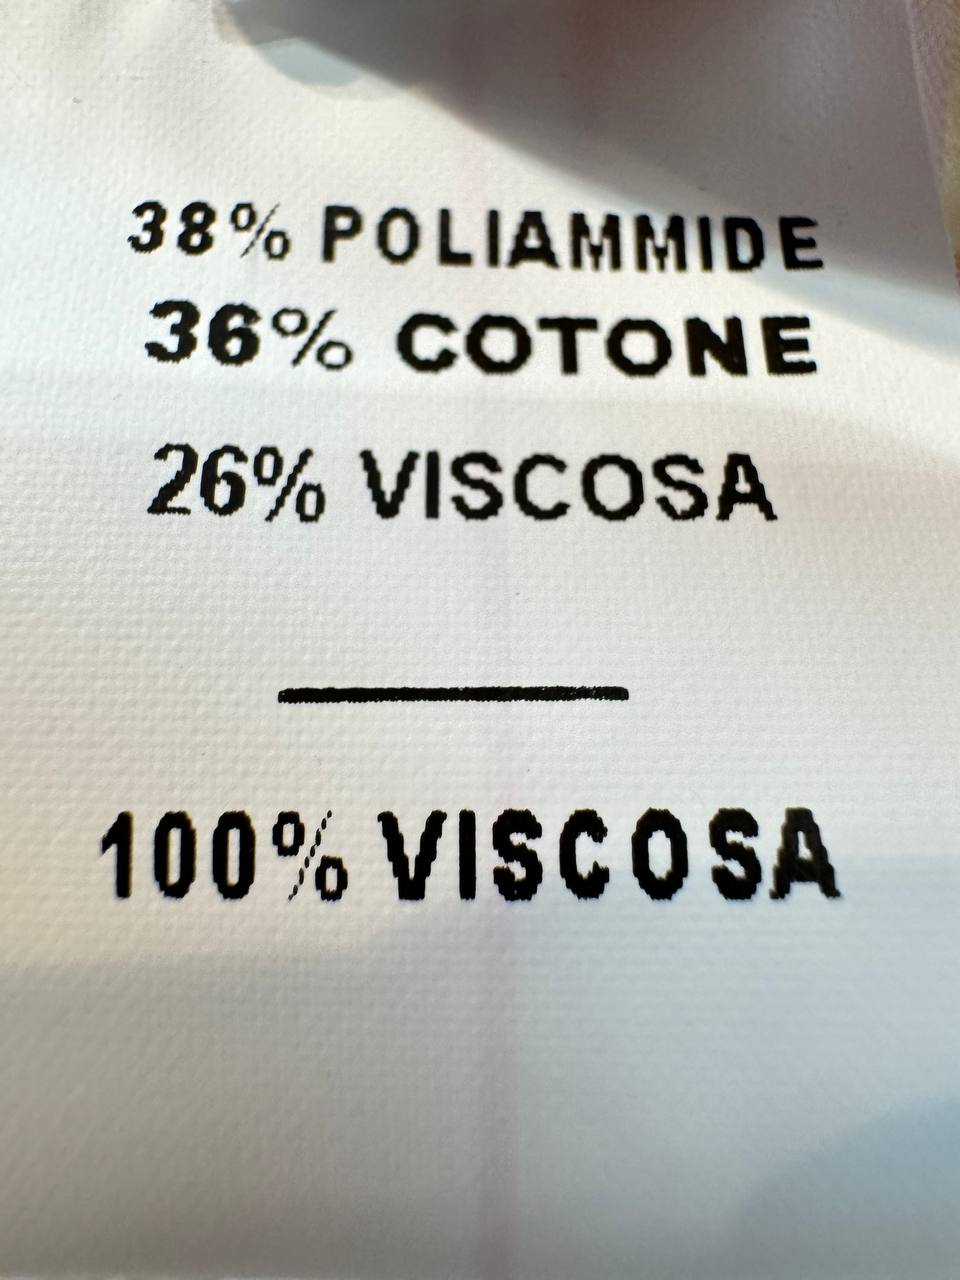 38% POLIAMMIDE
36% COTONE
26% VISCOSA
100% VISCOSA